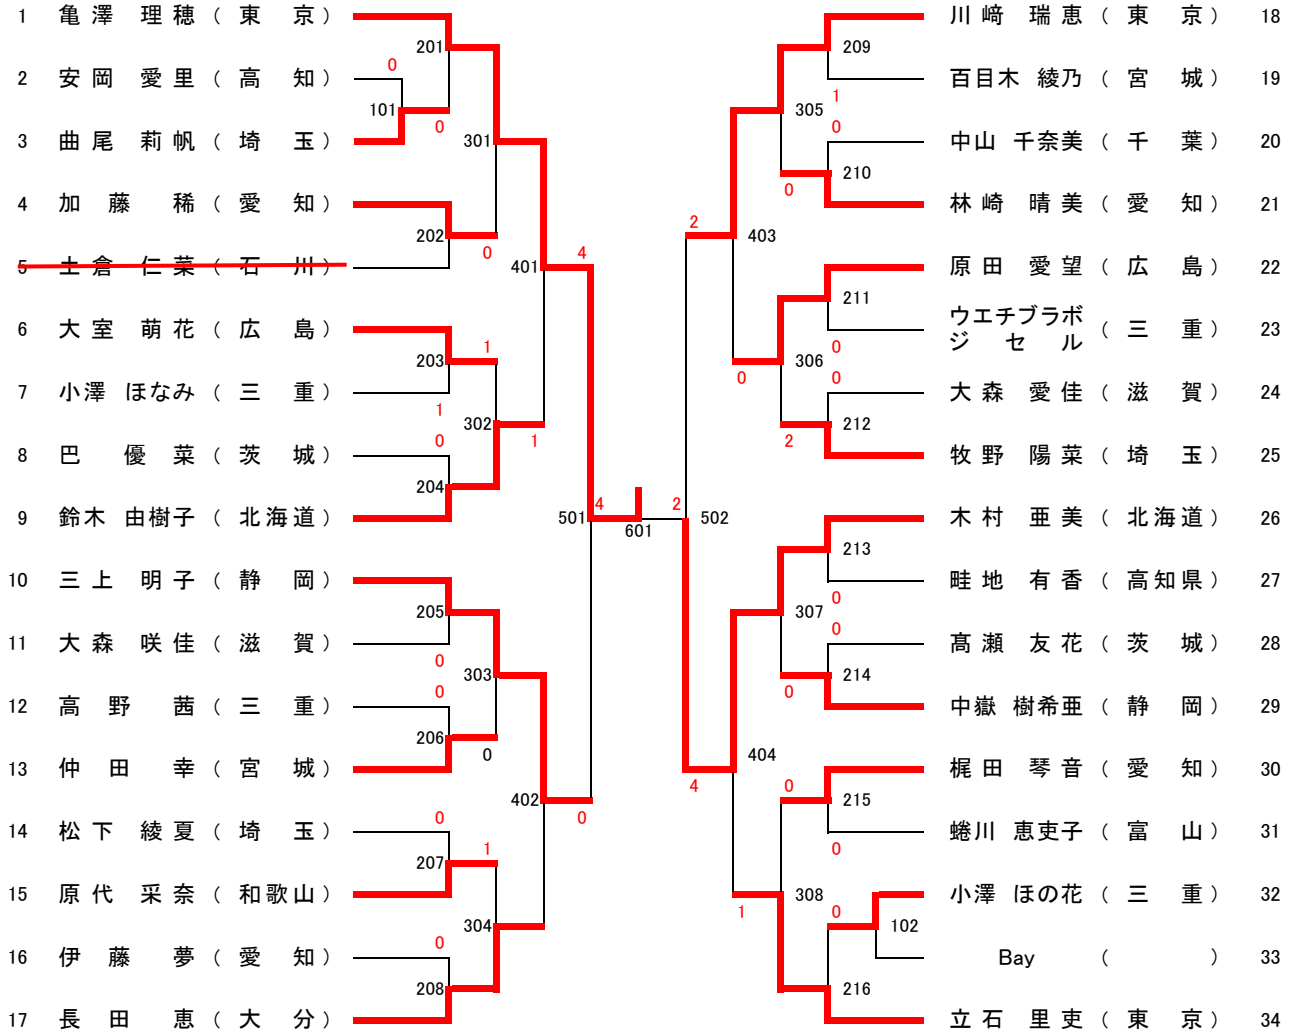 1 亀澤 理穂 ( 東 京 )
2 安岡 愛里 ( 高 知 )
3 曲尾 莉帆 ( 埼 玉 )
4 加藤 稀 ( 愛 知 )
5 土倉 仁菜 ( 石 川 )
6 大室 萌花 ( 広 島 )
7 小澤 ほなみ ( 三 重 )
8 巴 優菜 ( 茨 城 )
9 鈴木 由樹子 ( 北海道 )
10 三上 明子 ( 静 岡 )
11 大森 咲佳 ( 滋 賀 )
12 高野 茜 ( 三 重 )
13 仲田 幸 ( 宮 城 )
14 松下 綾夏 ( 埼 玉 )
15 原代 采奈 ( 和歌山 )
16 伊藤 夢 ( 愛 知 )
17 長田 恵 ( 大 分 )
201
0
101
0
301
202
0
401
4
203
1
1
302
0
1
204
501
4
601
2
502
205
0
303
0
206
0
402
0
0
207
1
304
0
208
209
1
305
0
210
0
2
403
211
0
306
0
0
212
2
213
0
307
0
214
0
404
4
0
215
0
308
1
0
102
216
川﨑 瑞恵 ( 東 京 ) 18
百目木 綾乃 ( 宮 城 ) 19
中山 千奈美 ( 千 葉 ) 20
林崎 晴美 ( 愛 知 ) 21
原田 愛望 ( 広 島 ) 22
ウエチブラボ
ジセル ( 三 重 ) 23
大森 愛佳 ( 滋 賀 ) 24
牧野 陽菜 ( 埼 玉 ) 25
木村 亜美 ( 北海道 ) 26
畦地 有香 ( 高知県 ) 27
髙瀬 友花 ( 茨 城 ) 28
中嶽 樹希亜 ( 静 岡 ) 29
梶田 琴音 ( 愛 知 ) 30
蜷川 恵吏子 ( 富 山 ) 31
小澤 ほの花 ( 三 重 ) 32
Bay ( ) 33
立石 里吏 ( 東 京 ) 34